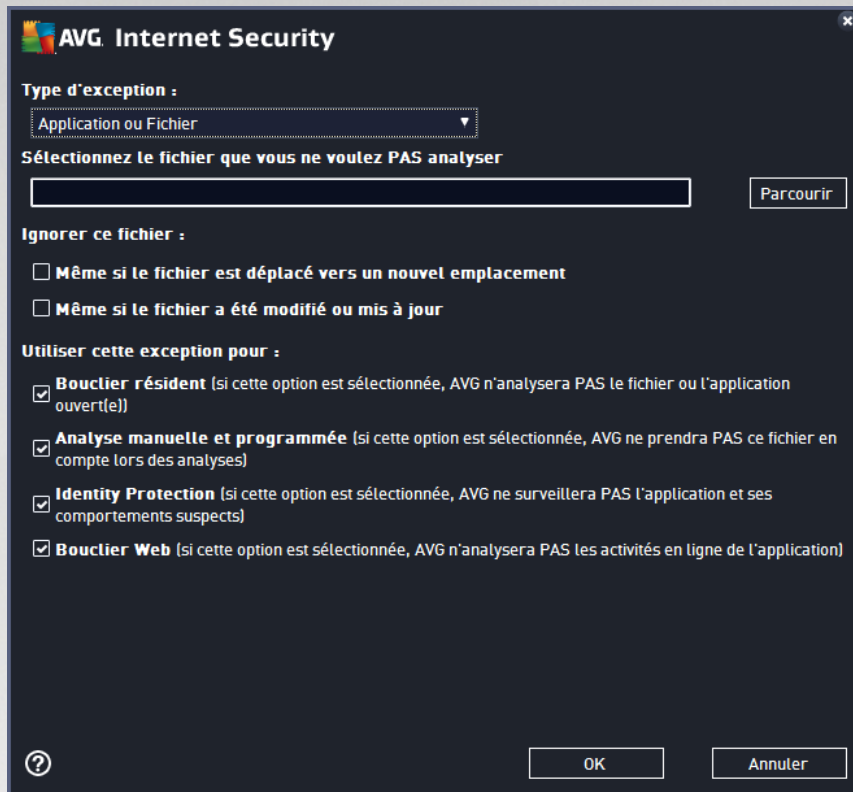 AVG. Internet Security
Type d'exception :
Application ou Fichier
Sélectionnez le fichier que vous ne voulez PAS analyser
Parcourir
Ignorer ce fichier :
Même si le fichier est déplacé vers un nouvel emplacement
Même si le fichier a été modifié ou mis à jour
Utiliser cette exception pour :
Bouclier résident (si cette option est sélectionnée, AVG n'analysera PAS le fichier ou l'application
ouvert(e))
Analyse manuelle et programmée (si cette option est sélectionnée, AVG ne prendra PAS ce fichier en
compte lors des analyses)
Identity Protection (si cette option est sélectionnée, AVG ne surveillera PAS l'application et ses
comportements suspects)
Bouclier Web (si cette option est sélectionnée, AVG n'analysera PAS les activités en ligne de l'application)
?
OK
Annuler